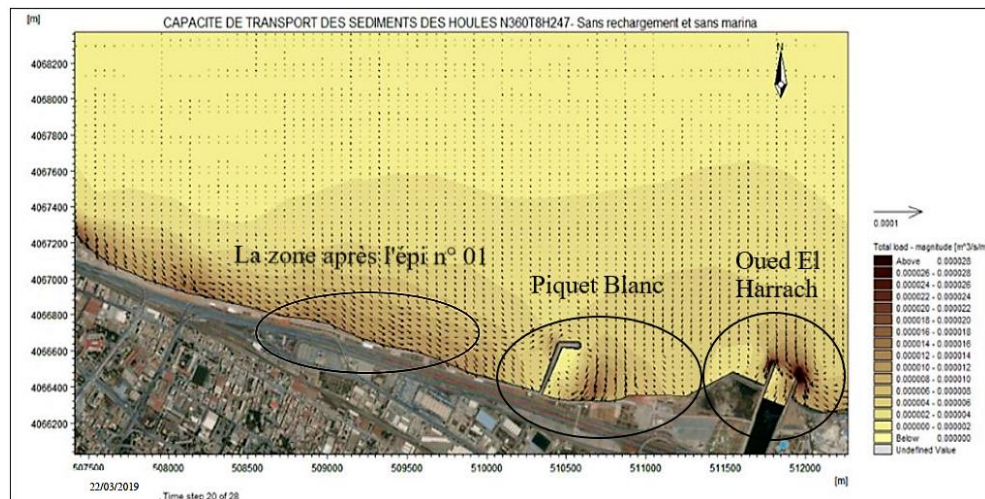 CAPACITE DE TRANSPORT DES SEDIMENTS DES HOULES N360T8H247- Sans rechargement et sans marina
[m]
4068200
4068000
4067800
4067600
4067400
4067200
4067000
4066800
4066600
4066400
4066200
N
La zone après l'épi n° 01
Piquet Blanc
Oued El
Harrach
0.0001
Total load - magnitude [m^3/s/m
Above 0.000028
0.000026 - 0.000028
0.000024 - 0.000026
0.000022 - 0.000024
0.000020 - 0.000022
0.000018 - 0.000020
0.000016 - 0.000018
0.000014 - 0.000016
0.000012 - 0.000014
0.000010 - 0.000012
0.000008 - 0.000010
0.000006 - 0.000008
0.000004 - 0.000006
0.000002 - 0.000004
0.000000 - 0.000002
Below 0.000000
Undefined Value
507500 508000 508500 509000 509500 510000 510500 511000 511500 512000
[m]
22/03/2019
Time step 20 of 28